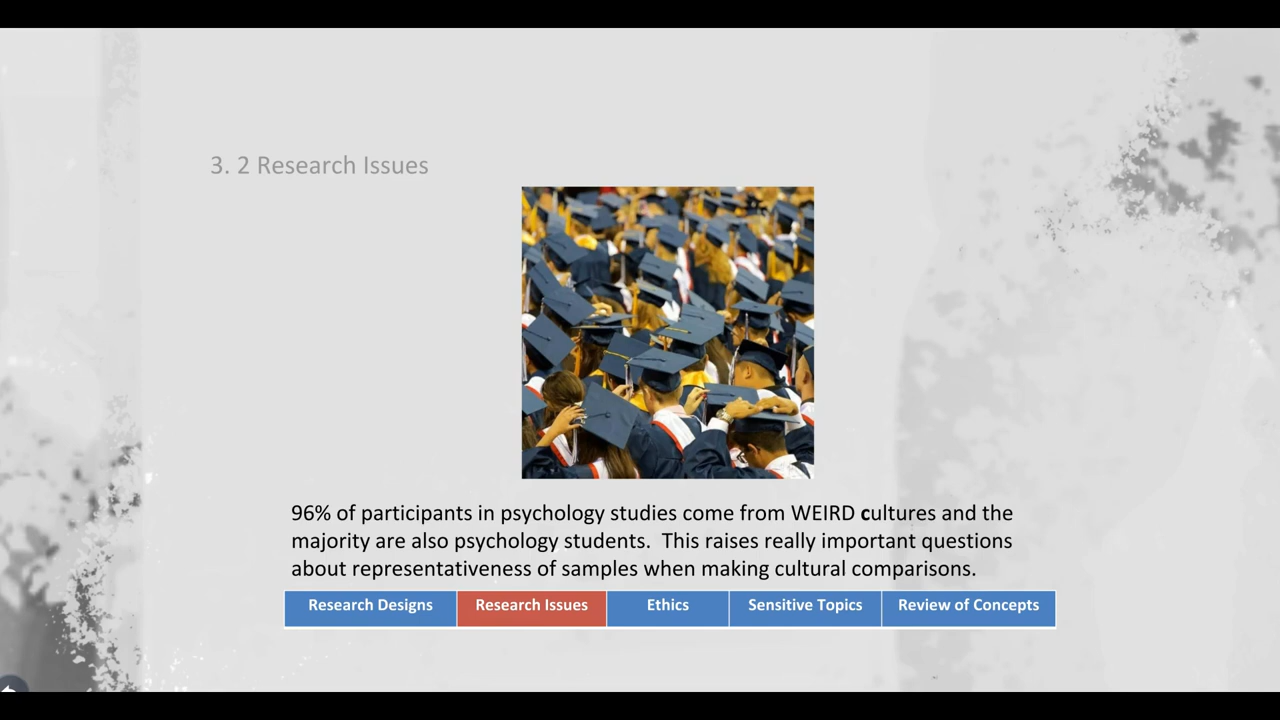 3. 2 Research Issues
96% of participants in psychology studies come from WEIRD cultures and the
majority are also psychology students.  This raises really important questions
about representativeness of samples when making cultural comparisons.
Research Designs Research Issues Ethics Sensitive Topics Review of Concepts